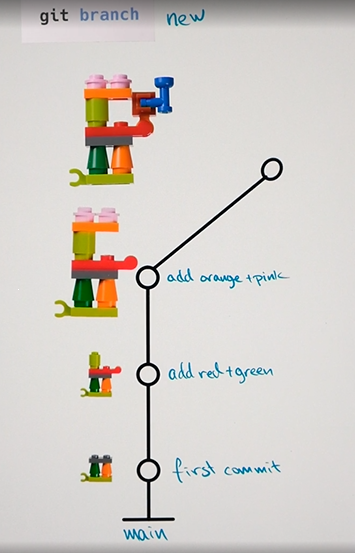 git branch new
add orange + pink
add red + green
first commit
main